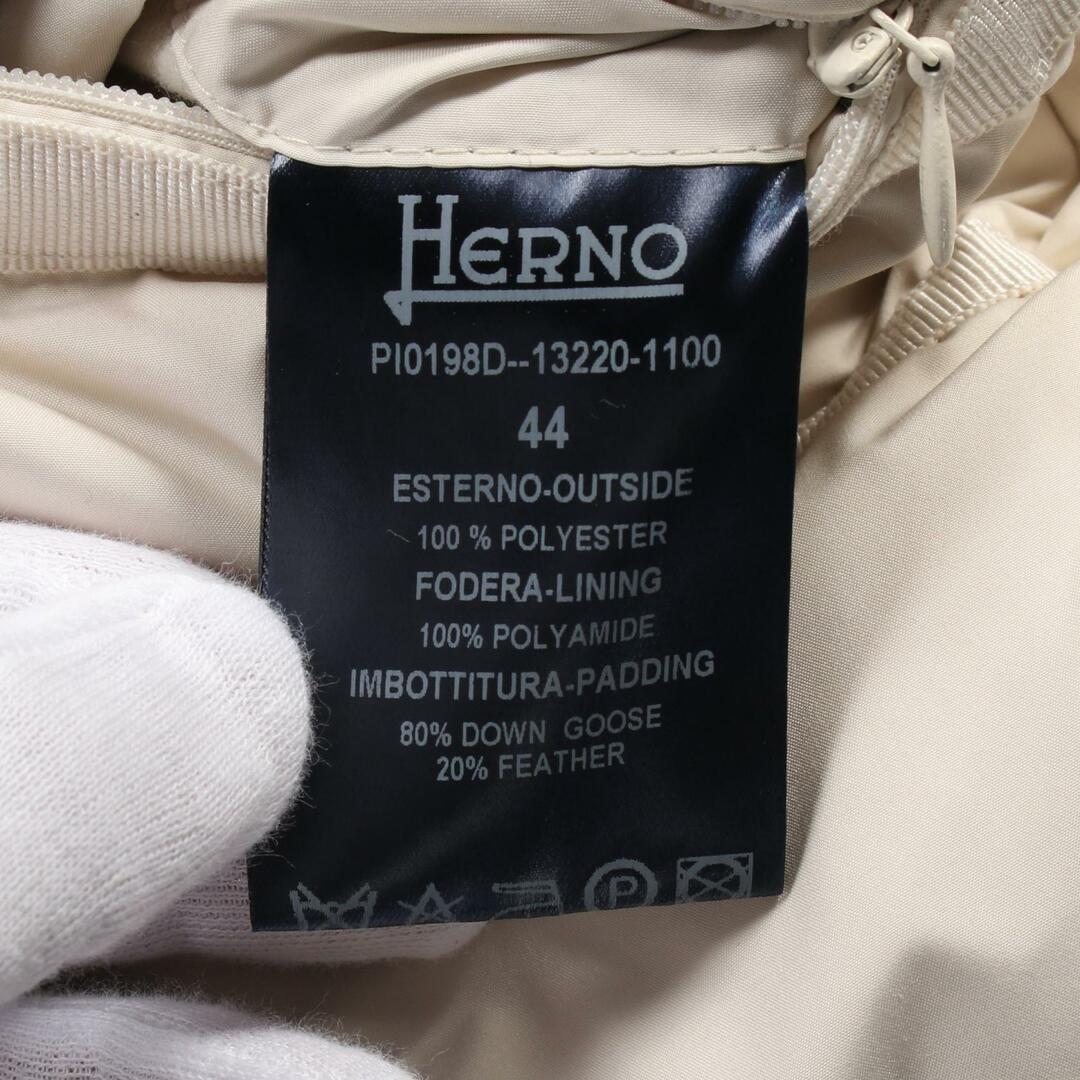 HERNO
PI0198D--13220-1100
44
ESTERNO-OUTSIDE
100 % POLYESTER
FODERA-LINING
100% POLYAMIDE
IMBOTTITURA-PADDING
80% DOWN GOOSE
20% FEATHER
P